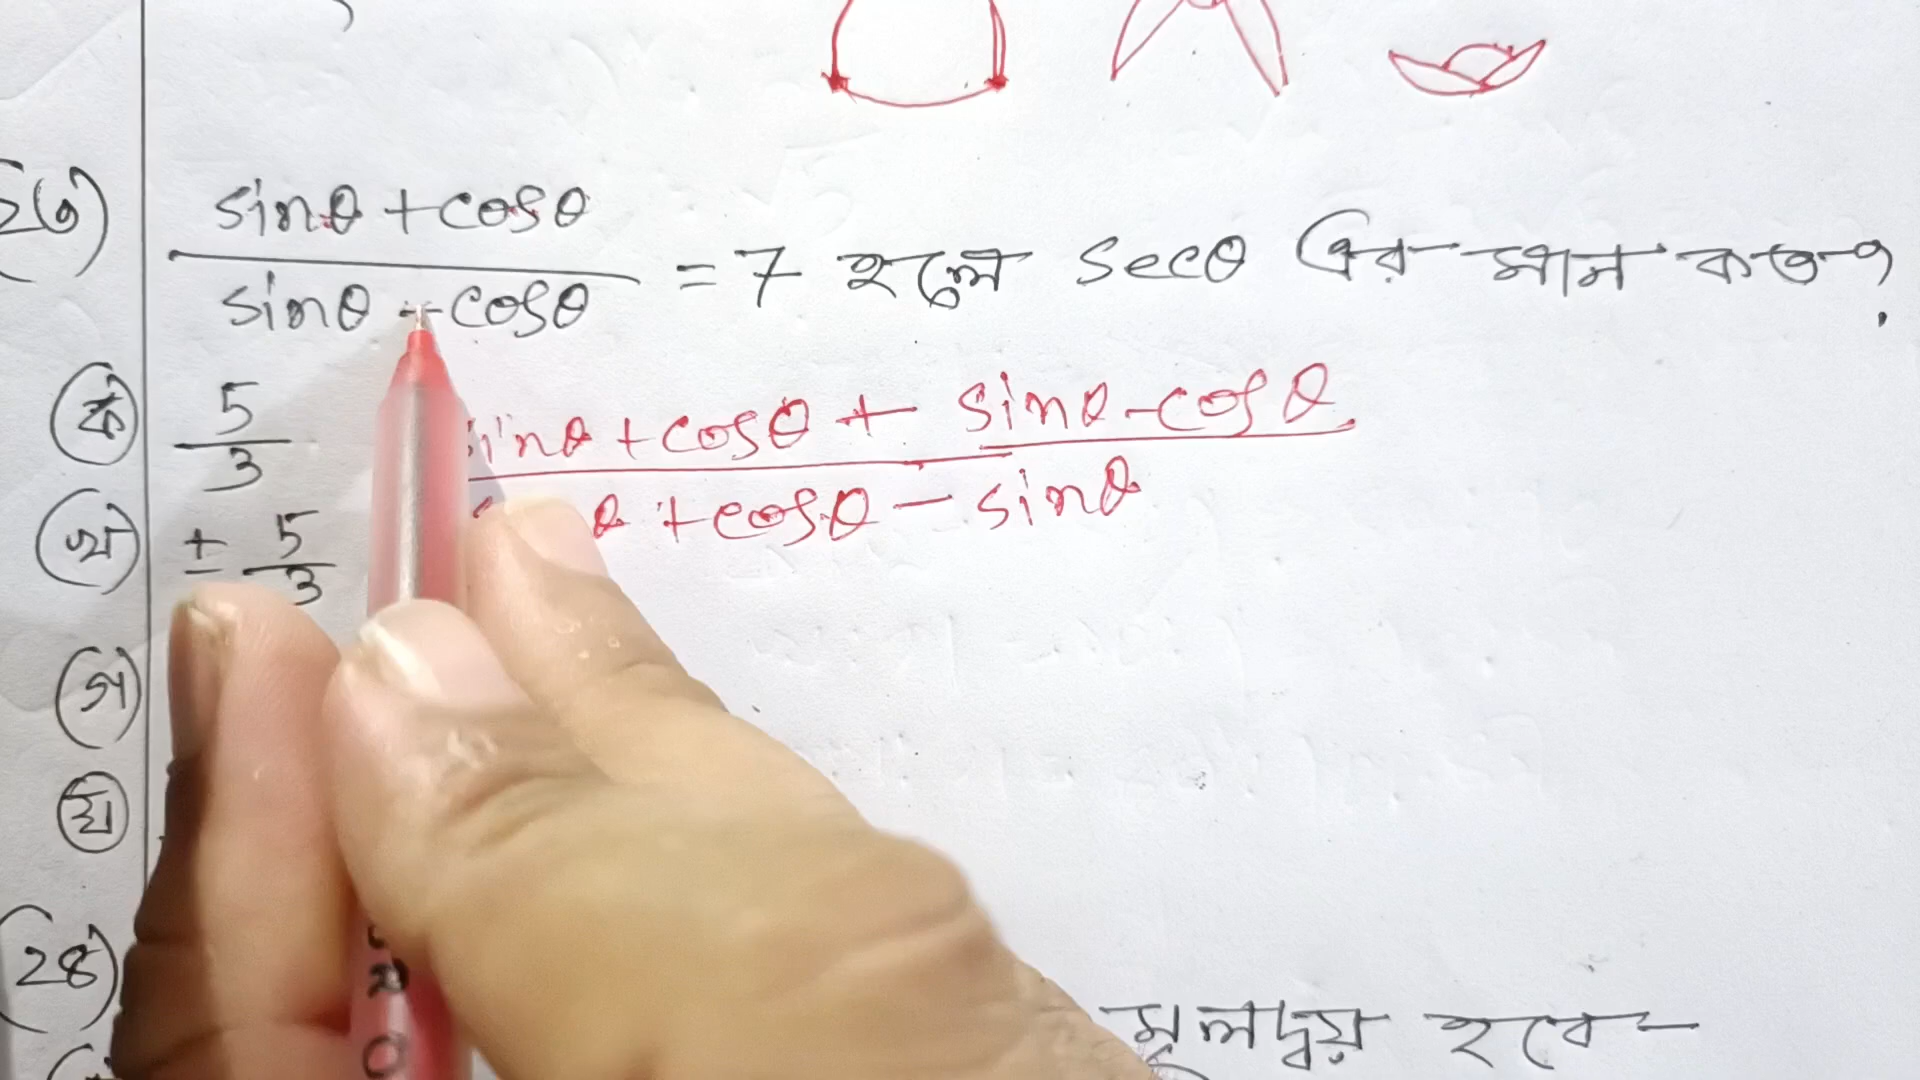 ২৩) sinθ + cosθ / sinθ - cosθ = 7 হলে secθ এর মান কত?
ক 5/3
sinθ + cosθ + sinθ - cosθ
θ + cosθ - sinθ
খ ± 5/3
গ
ঘ
২৪)
মূলদ্বয় হবে-